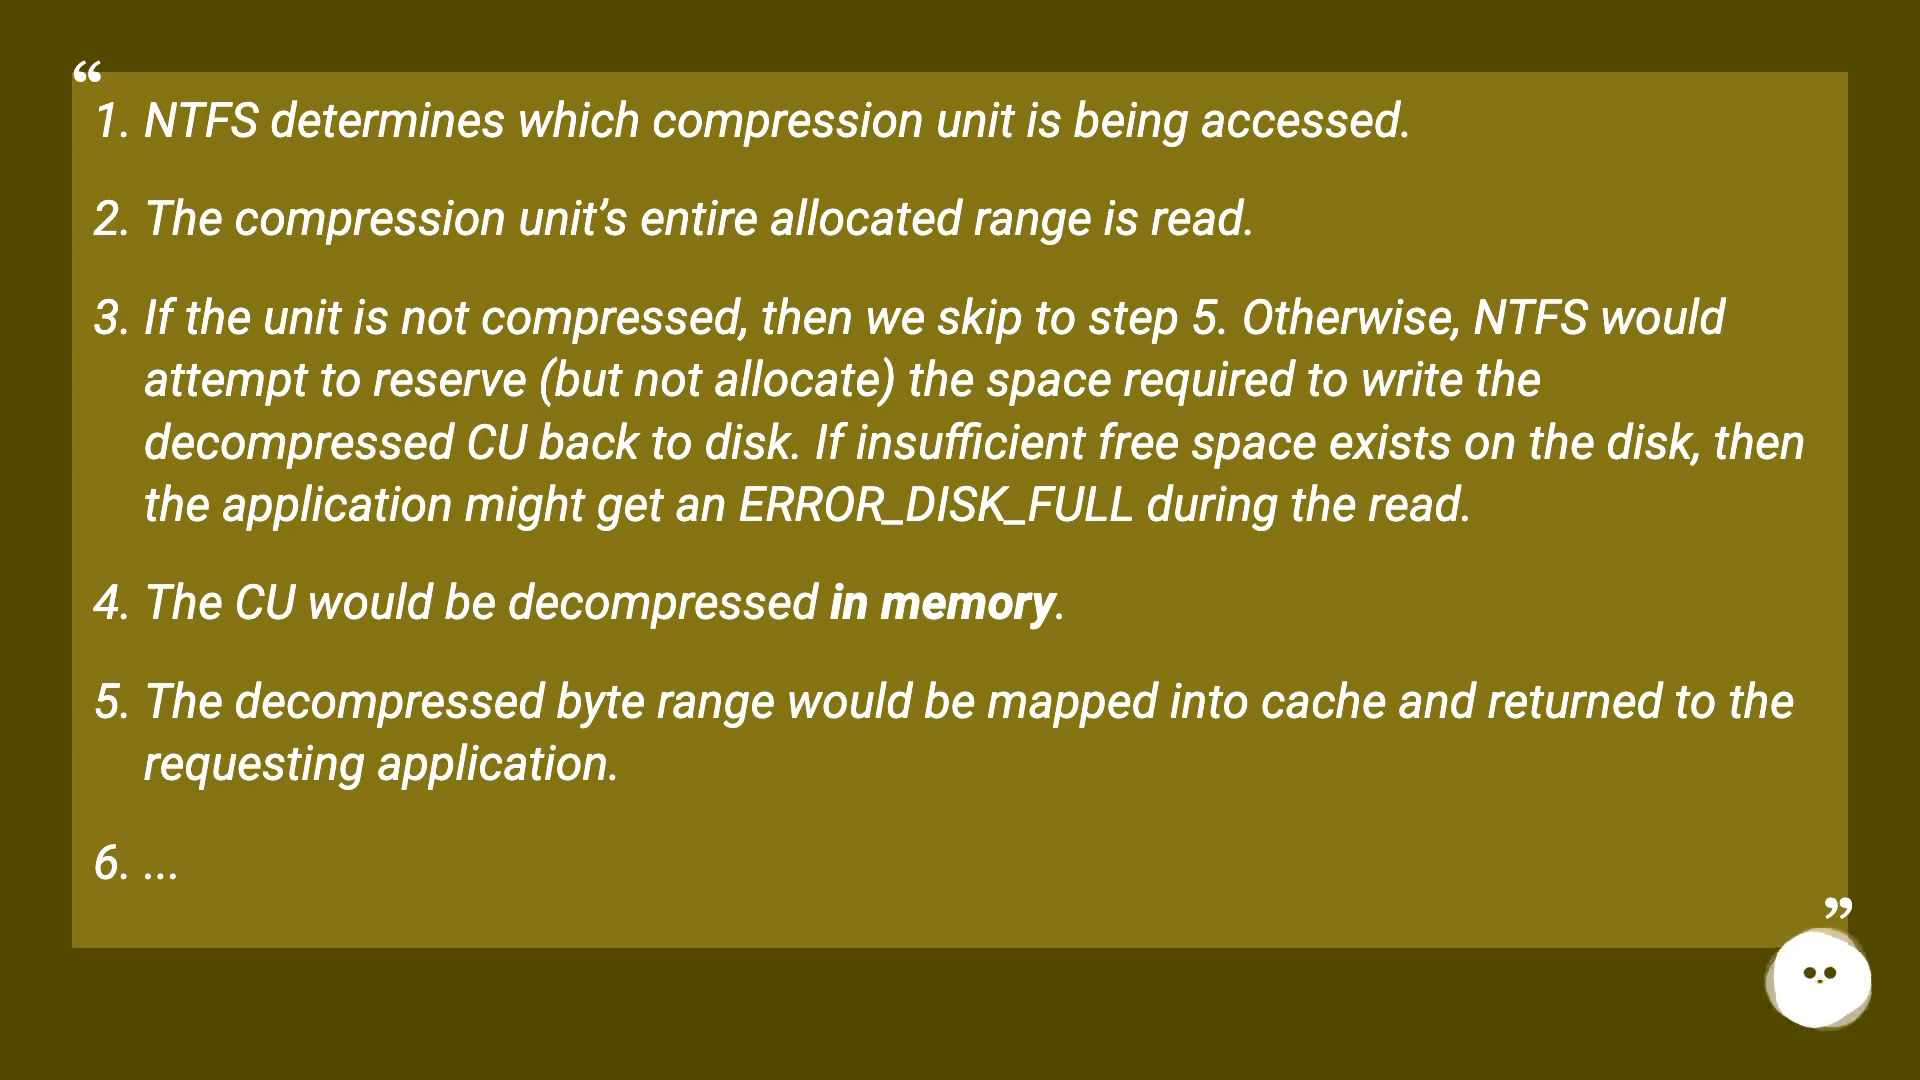 “
1. NTFS determines which compression unit is being accessed.
2. The compression unit’s entire allocated range is read.
3. If the unit is not compressed, then we skip to step 5. Otherwise, NTFS would
attempt to reserve (but not allocate) the space required to write the
decompressed CU back to disk. If insufficient free space exists on the disk, then
the application might get an ERROR_DISK_FULL during the read.
4. The CU would be decompressed in memory.
5. The decompressed byte range would be mapped into cache and returned to the
requesting application.
6. ...
”